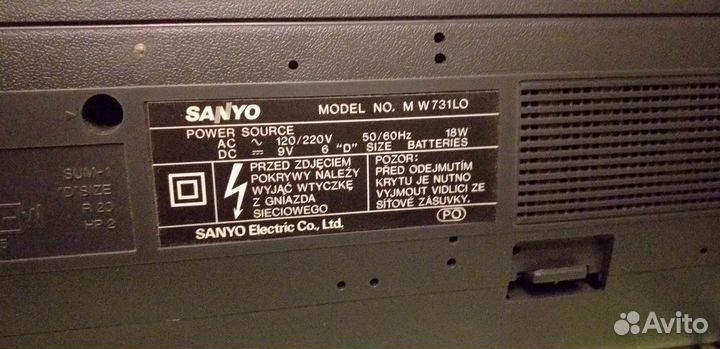 SANYO MODEL NO. M W731LO
POWER SOURCE
AC ~ 120/220V 50/60Hz 18W
DC ⎓ 9V 6 "D" SIZE BATTERIES
PRZED ZDJĘCIEM
POKRYWY NALEŻY
WYJĄĆ WTYCZKĘ
Z GNIAZDA
SIECIOWEGO
POZOR:
PŘED ODEJMUTÍM
KRYTU JE NUTNO
VYJMOUT VIDLICI ZE
SÍŤOVÉ ZÁSUVKY.
SANYO Electric Co., Ltd.
PO
SUM-1
"D" SIZE
R 20
HP 2
Avito